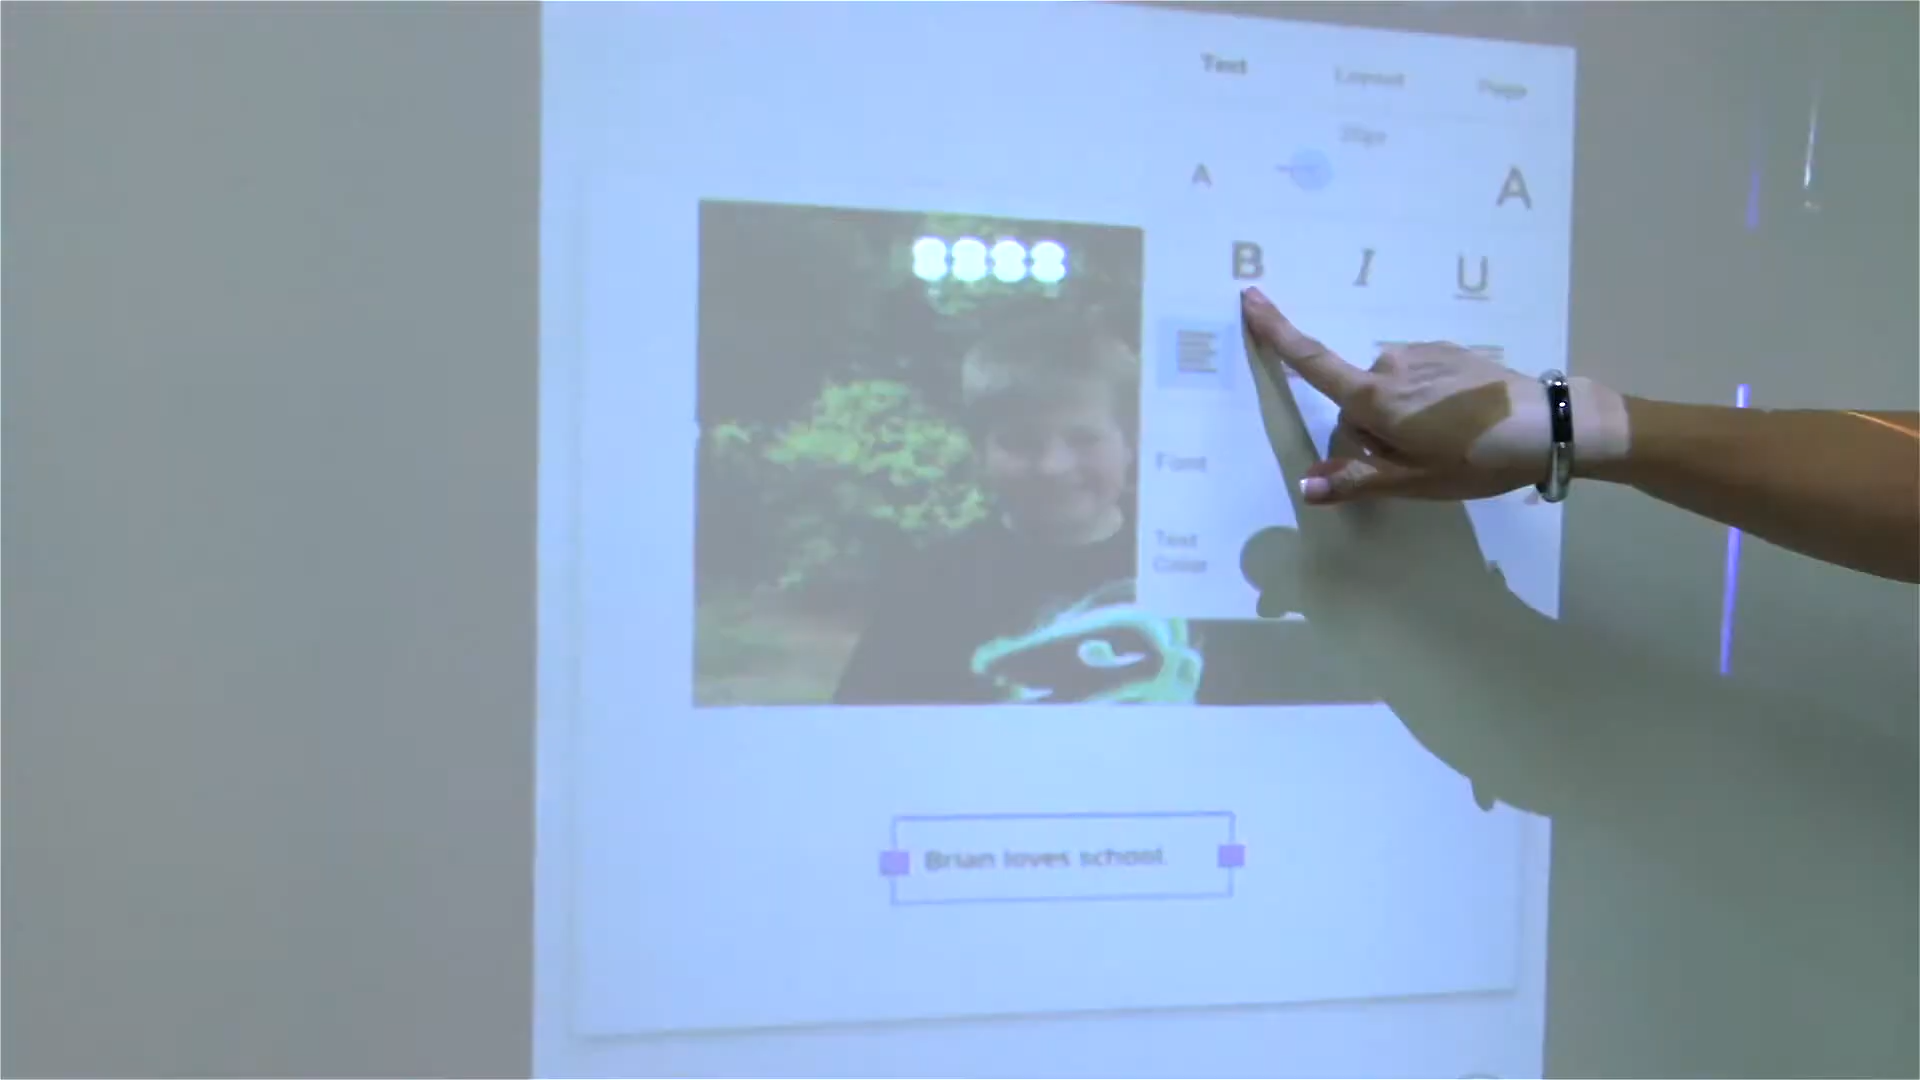 Text Layout Page
A A
B I U
Font
Text
Color
Brian loves school.